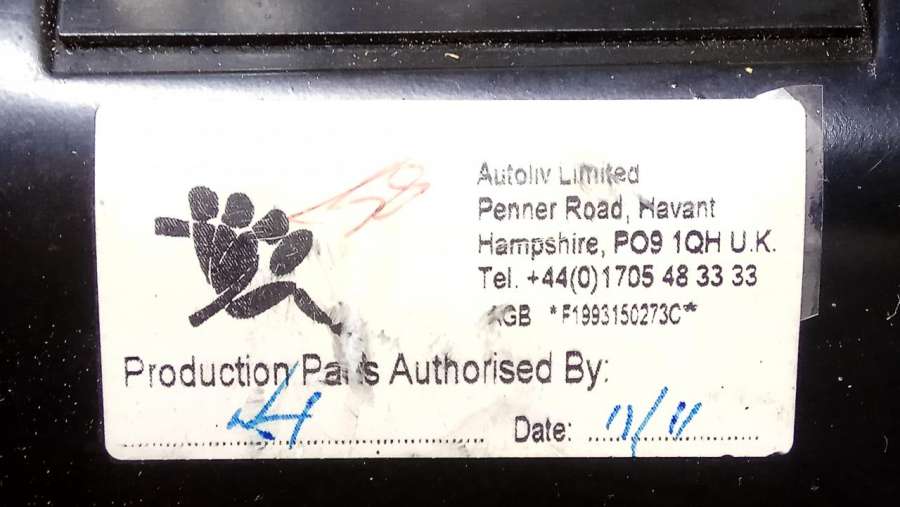 Autoliv Limited
Penner Road, Havant
Hampshire, PO9 1QH U.K.
Tel. +44(0)1705 48 33 33
AGB *F1993150273C*
Production Parts Authorised By:
Date: